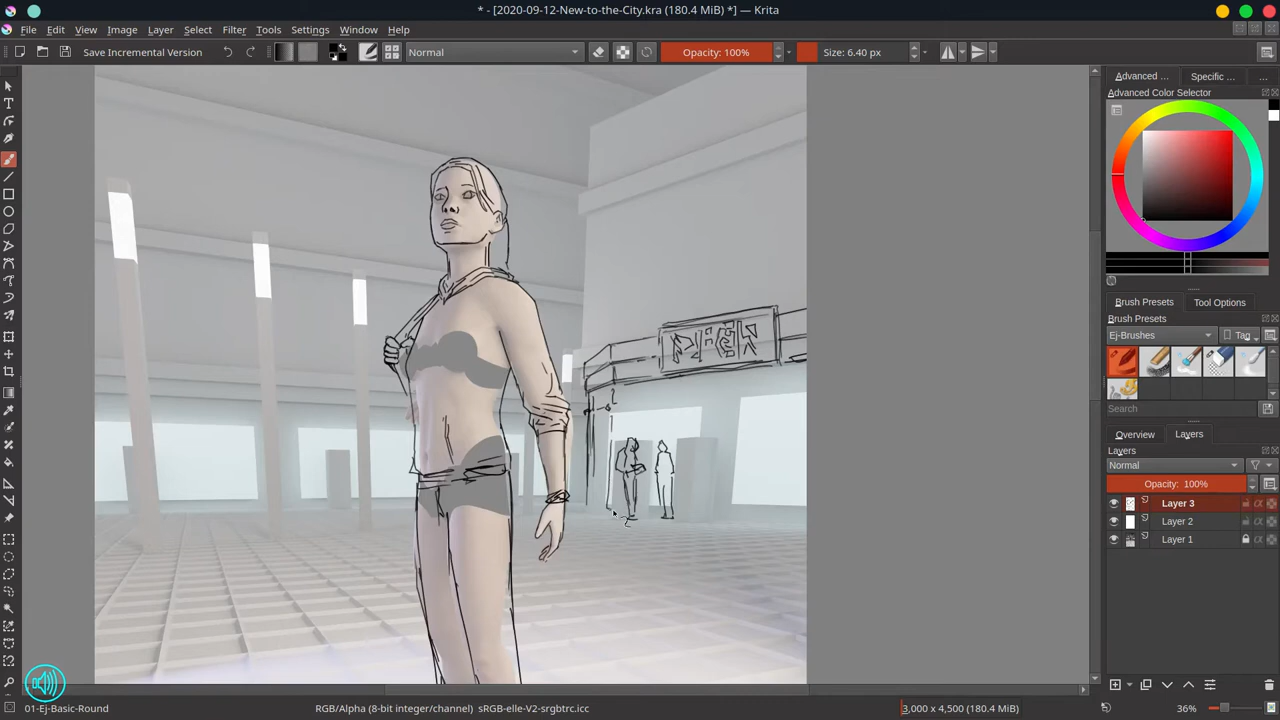 * - [2020-09-12-New-to-the-City.kra (180.4 MiB) *] — Krita
File Edit View Image Layer Select Filter Tools Settings Window Help
Save Incremental Version Normal Opacity: 100% Size: 6.40 px
Advanced ... Specific ... ...
Advanced Color Selector
Brush Presets Tool Options
Brush Presets
Ej-Brushes Tag
Search
Overview Layers
Layers
Normal
Opacity: 100%
Layer 3
Layer 2
Layer 1
01-Ej-Basic-Round RGB/Alpha (8-bit integer/channel) sRGB-elle-V2-srgbtrc.icc 3,000 x 4,500 (180.4 MiB) 36%